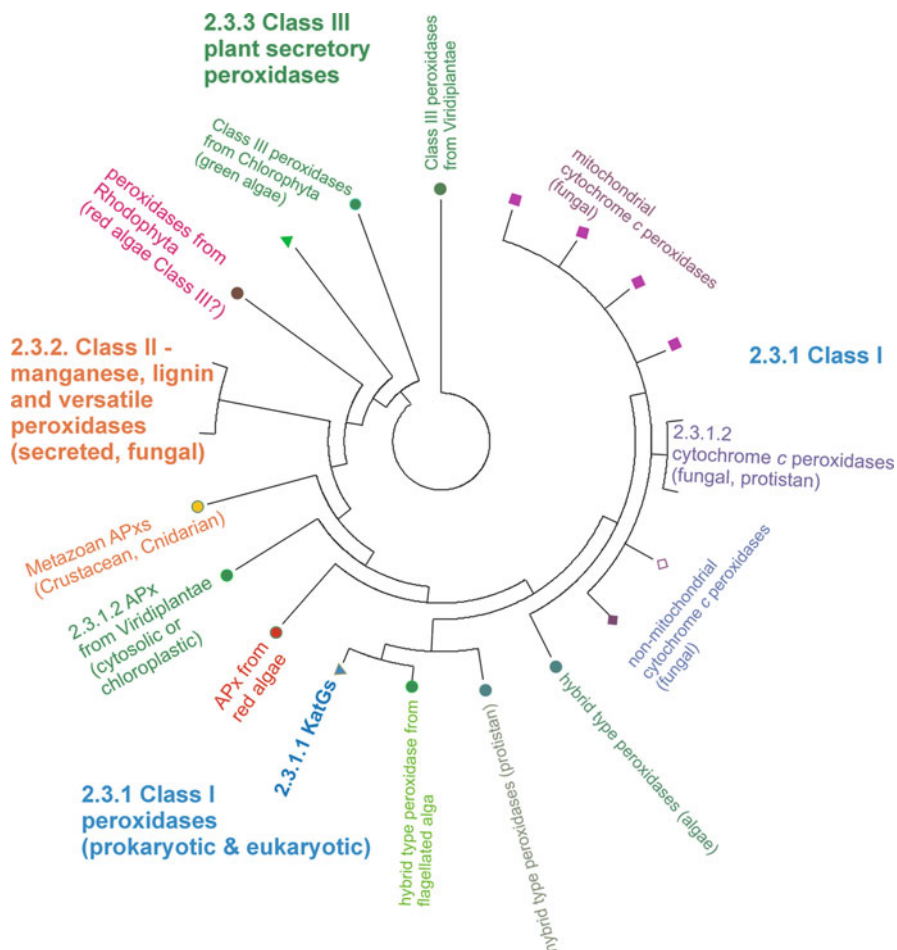 2.3.3 Class III
plant secretory
peroxidases
Class III peroxidases
from Viridiplantae
Class III peroxidases
from Chlorophyta
(green algae)
peroxidases from
Rhodophyta
(red algae Class III?)
mitochondrial
cytochrome c peroxidases
(fungal)
2.3.2. Class II -
manganese, lignin
and versatile
peroxidases
(secreted, fungal)
2.3.1 Class I
2.3.1.2
cytochrome c peroxidases
(fungal, protistan)
Metazoan APxs
(Crustacean, Cnidarian)
non-mitochondrial
cytochrome c peroxidases
(fungal)
2.3.1.2 APx
from Viridiplantae
(cytosolic or
chloroplastic)
APx from
red algae
2.3.1.1 KatGs
hybrid type peroxidase from
flagellated alga
hybrid type peroxidases (protistan)
hybrid type peroxidases (algae)
2.3.1 Class I
peroxidases
(prokaryotic & eukaryotic)